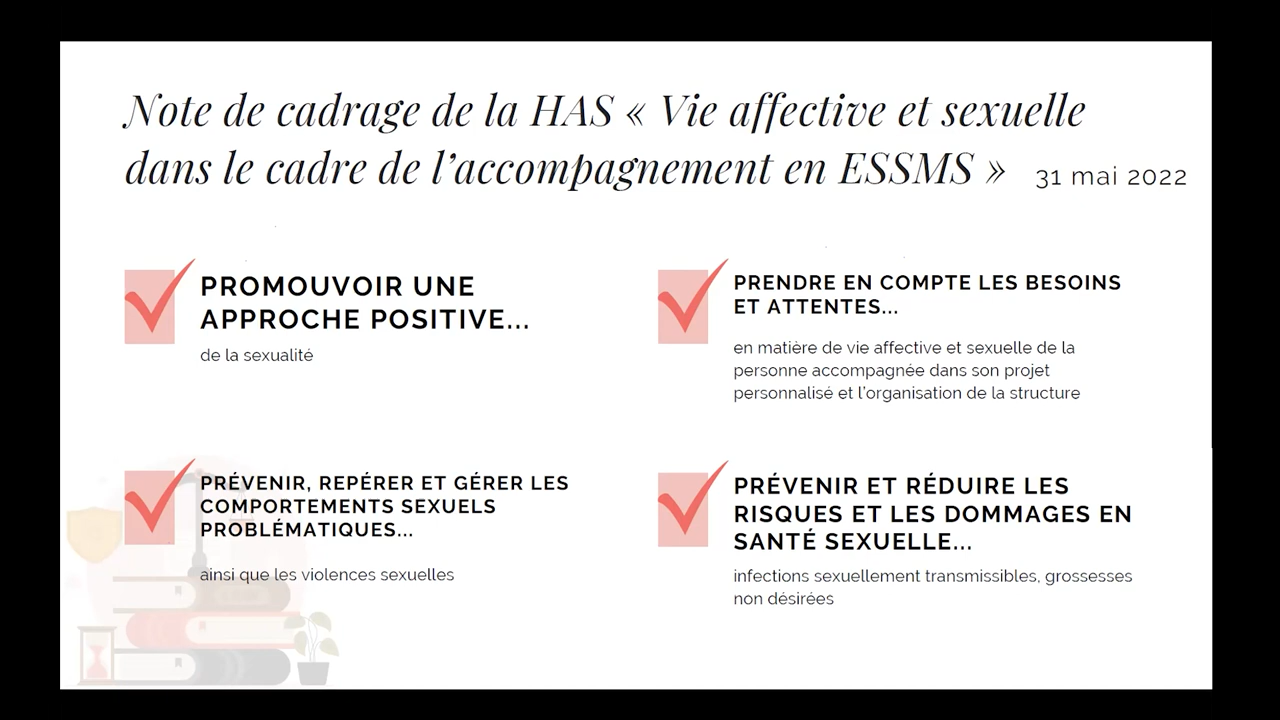 Note de cadrage de la HAS « Vie affective et sexuelle
dans le cadre de l'accompagnement en ESSMS » 31 mai 2022
PROMOUVOIR UNE
APPROCHE POSITIVE...
de la sexualité
PRENDRE EN COMPTE LES BESOINS
ET ATTENTES...
en matière de vie affective et sexuelle de la
personne accompagnée dans son projet
personnalisé et l'organisation de la structure
PRÉVENIR, REPÉRER ET GÉRER LES
COMPORTEMENTS SEXUELS
PROBLÉMATIQUES...
ainsi que les violences sexuelles
PRÉVENIR ET RÉDUIRE LES
RISQUES ET LES DOMMAGES EN
SANTÉ SEXUELLE...
infections sexuellement transmissibles, grossesses
non désirées